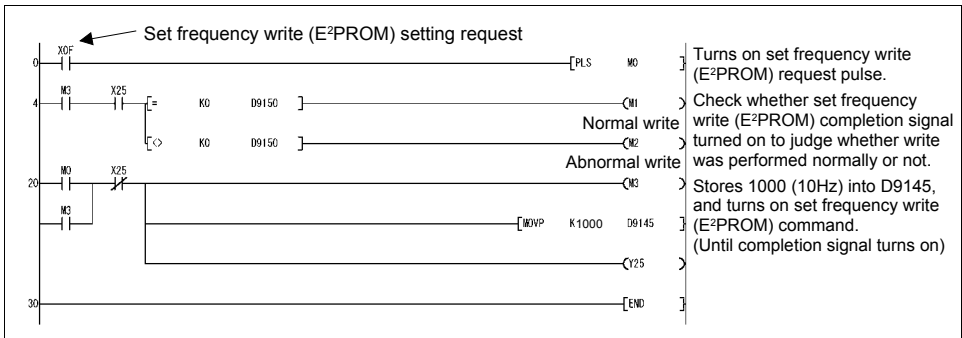 Set frequency write (E²PROM) setting request
X0F
0 [PLS M0 ]
Turns on set frequency write
(E²PROM) request pulse.
M3 X25
4 [= K0 D9150 ] (M1 )
Normal write
[<> K0 D9150 ] (M2 )
Abnormal write
Check whether set frequency
write (E²PROM) completion signal
turned on to judge whether write
was performed normally or not.
M0 X25
20 (M3 )
M3
[MOVP K1000 D9145 ]
(Y25 )
Stores 1000 (10Hz) into D9145,
and turns on set frequency write
(E²PROM) command.
(Until completion signal turns on)
30 [END ]